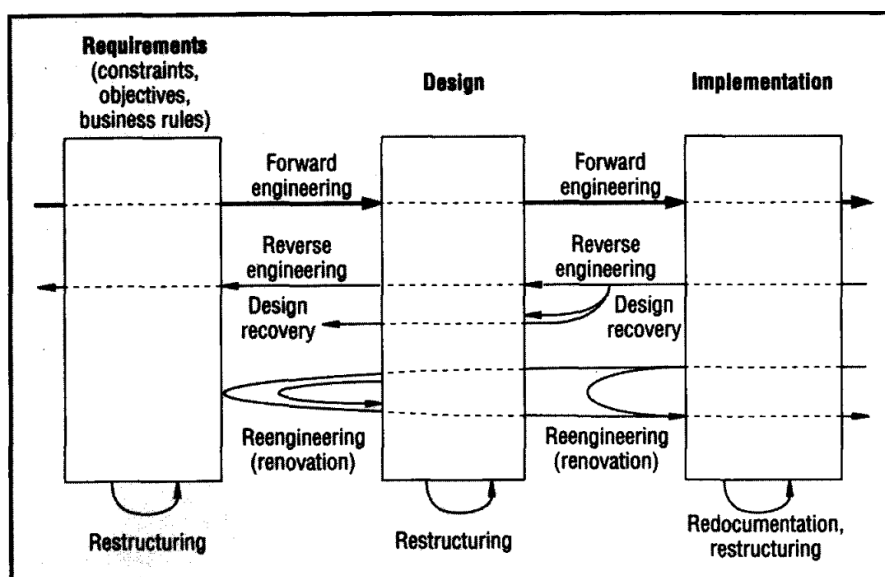 Requirements
(constraints,
objectives,
business rules)
Design
Implementation
Forward
engineering
Forward
engineering
Reverse
engineering
Reverse
engineering
Design
recovery
Design
recovery
Reengineering
(renovation)
Reengineering
(renovation)
Restructuring
Restructuring
Redocumentation,
restructuring